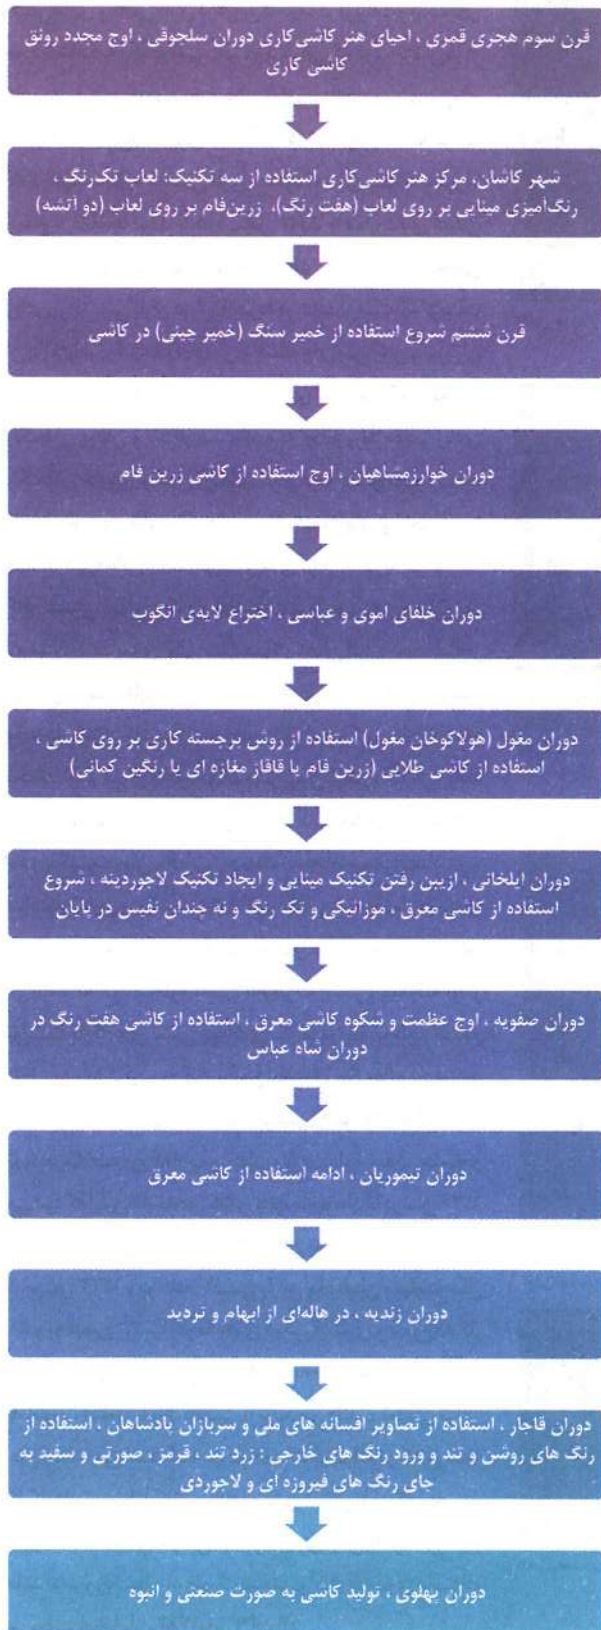 قرن سوم هجری قمری ، احیای هنر کاشی‌کاری دوران سلجوقی ، اوج مجدد رونق
کاشی کاری
شهر کاشان، مرکز هنر کاشی‌کاری استفاده از سه تکنیک: لعاب تک‌رنگ ،
رنگ‌آمیزی مینایی بر روی لعاب (هفت رنگ)، زرین‌فام بر روی لعاب (دو آتشه)
قرن ششم شروع استفاده از خمیر سنگ (خمیر چینی) در کاشی
دوران خوارزمشاهیان ، اوج استفاده از کاشی زرین فام
دوران خلفای اموی و عباسی ، اختراع لایه‌ی انگوب
دوران مغول (هولاکوخان مغول) استفاده از روش برجسته کاری بر روی کاشی ،
استفاده از کاشی طلایی (زرین فام یا قافاز مغازه ای یا رنگین کمانی)
دوران ایلخانی ، ازبین رفتن تکنیک مینایی و ایجاد تکنیک لاجوردینه ، شروع
استفاده از کاشی معرق ، موزائیکی و تک رنگ و نه چندان نفیس در پایان
دوران صفویه ، اوج عظمت و شکوه کاشی معرق ، استفاده از کاشی هفت رنگ در
دوران شاه عباس
دوران تیموریان ، ادامه استفاده از کاشی معرق
دوران زندیه ، در هاله‌ای از ابهام و تردید
دوران قاجار ، استفاده از تصاویر افسانه های ملی و سربازان پادشاهان ، استفاده از
رنگ های روشن و تند و ورود رنگ های خارجی : زرد تند ، قرمز ، صورتی و سفید به
جای رنگ های فیروزه ای و لاجوردی
دوران پهلوی ، تولید کاشی به صورت صنعتی و انبوه